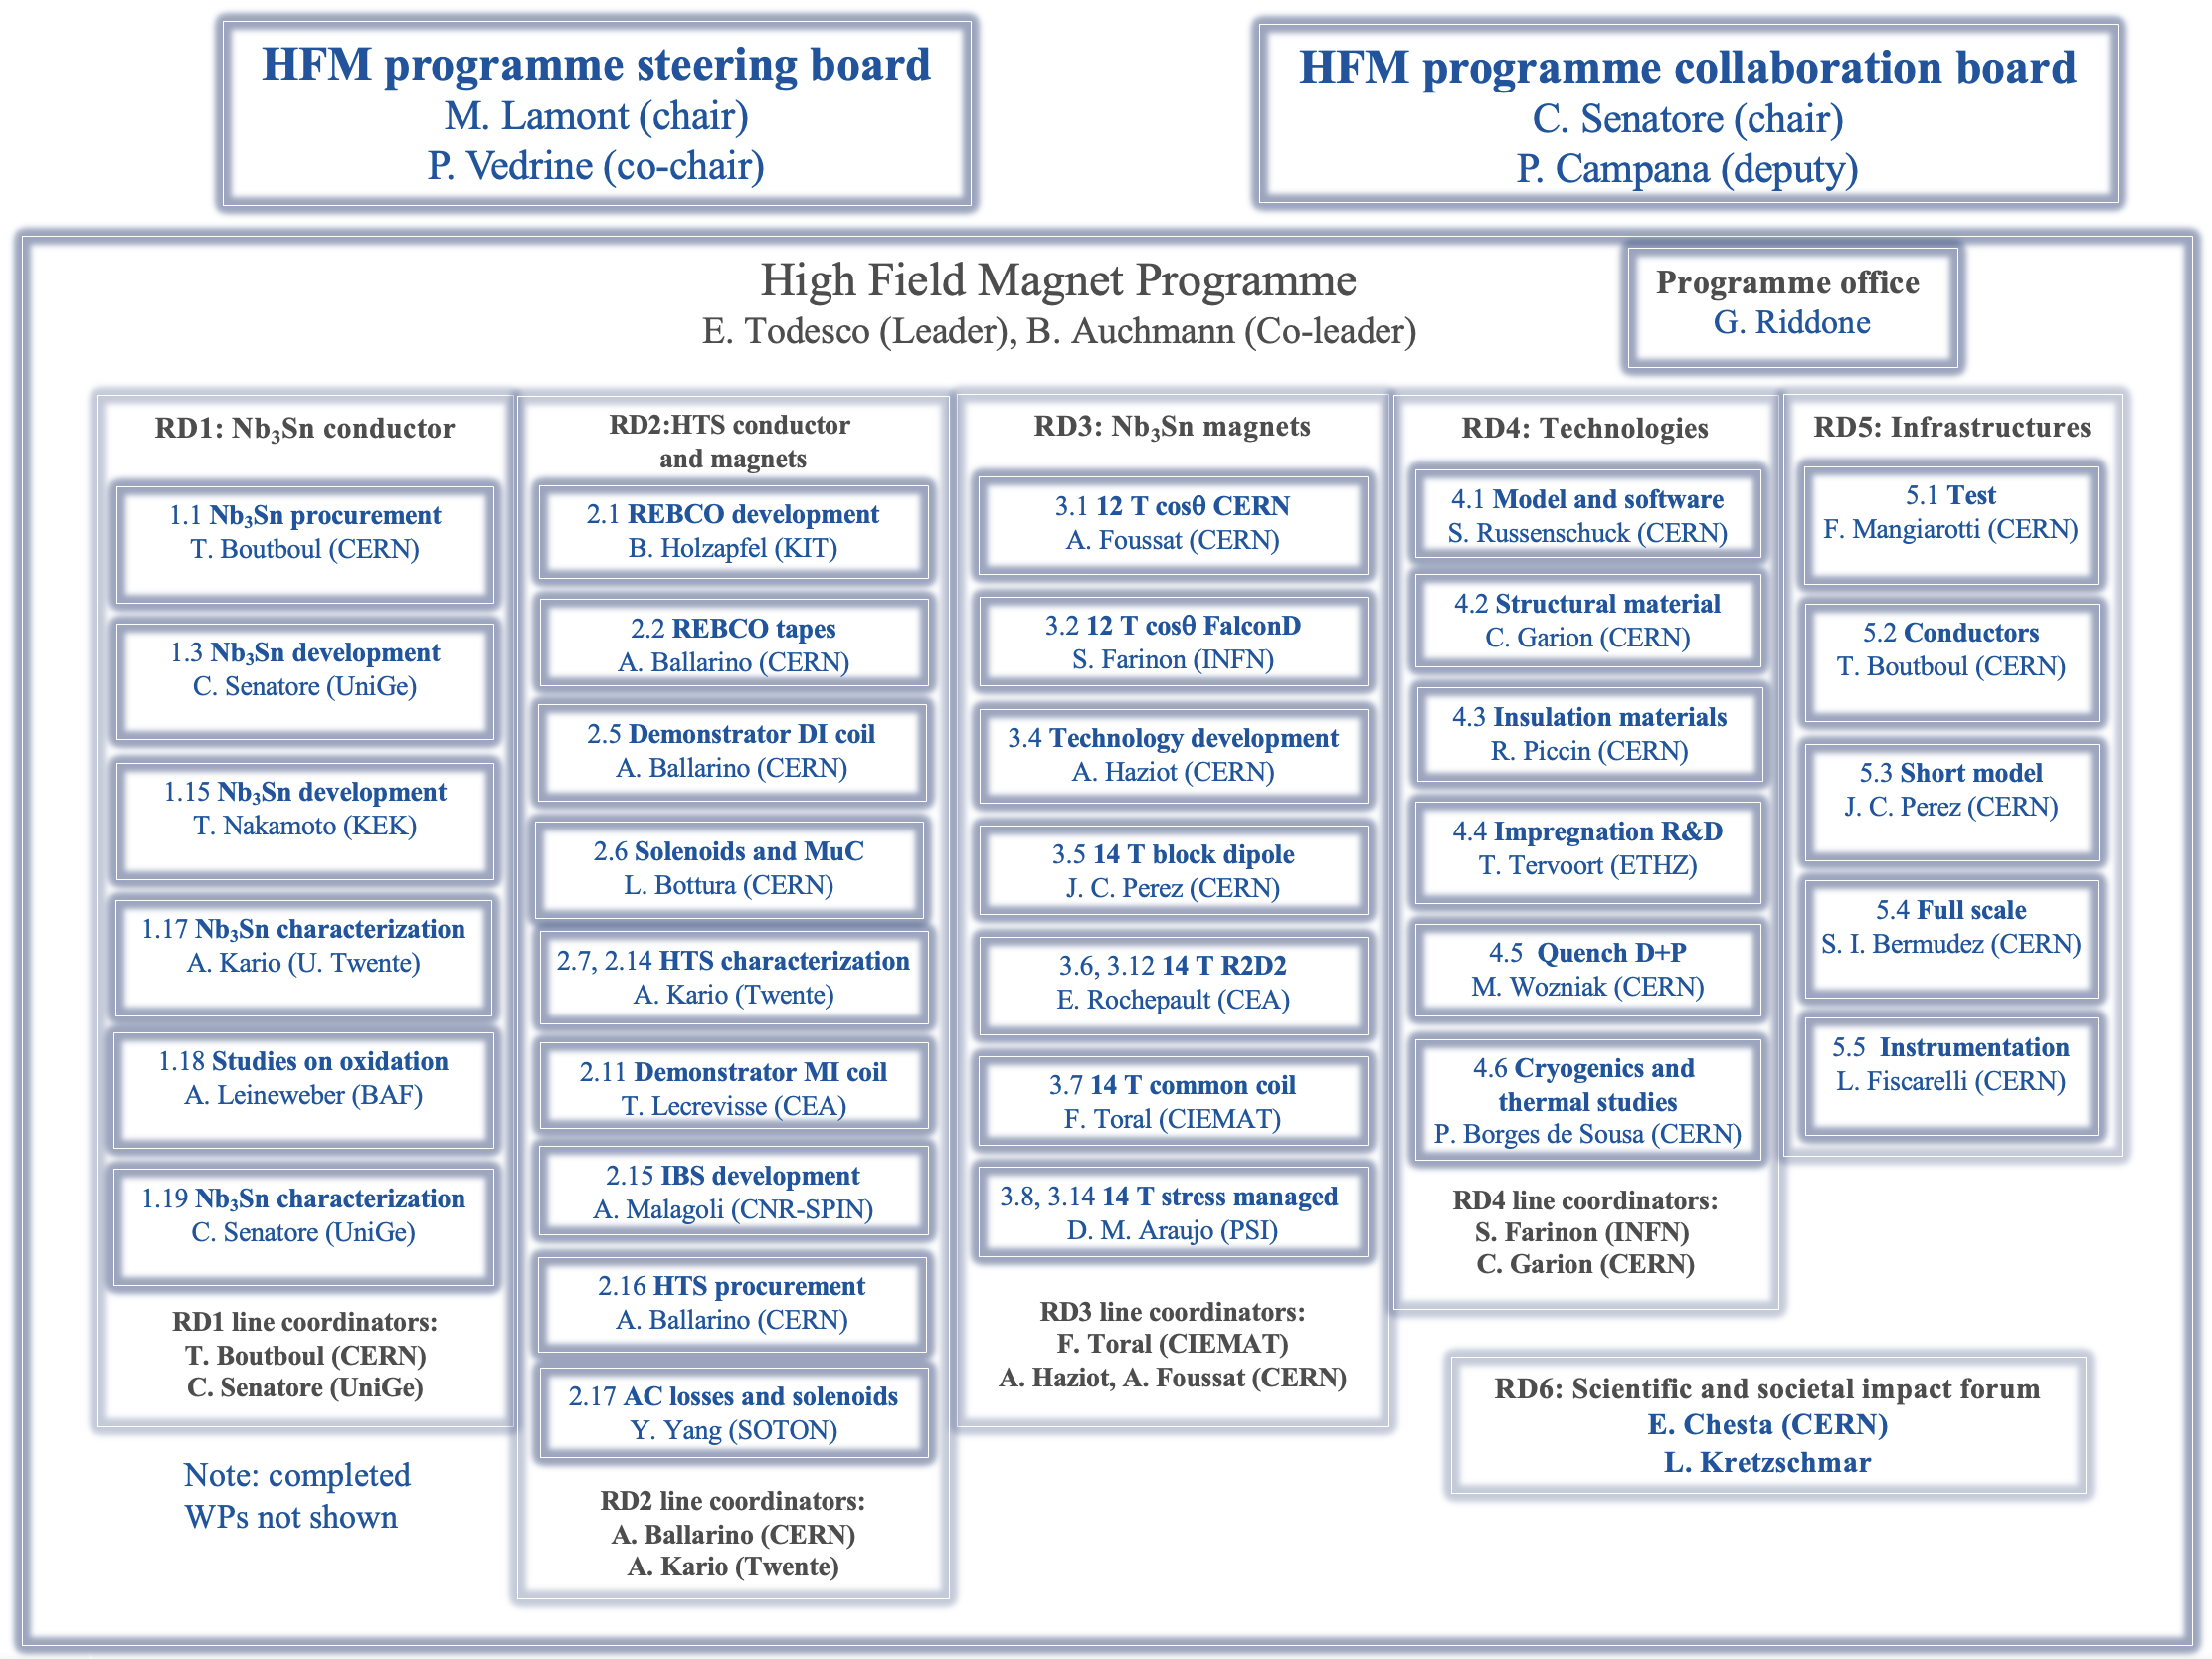 HFM programme steering board
M. Lamont (chair)
P. Vedrine (co-chair)
HFM programme collaboration board
C. Senatore (chair)
P. Campana (deputy)
High Field Magnet Programme
E. Todesco (Leader), B. Auchmann (Co-leader)
Programme office
G. Riddone
RD1: Nb₃Sn conductor
1.1 Nb₃Sn procurement
T. Boutboul (CERN)
1.3 Nb₃Sn development
C. Senatore (UniGe)
1.15 Nb₃Sn development
T. Nakamoto (KEK)
1.17 Nb₃Sn characterization
A. Kario (U. Twente)
1.18 Studies on oxidation
A. Leineweber (BAF)
1.19 Nb₃Sn characterization
C. Senatore (UniGe)
RD1 line coordinators:
T. Boutboul (CERN)
C. Senatore (UniGe)
Note: completed
WPs not shown
RD2:HTS conductor
and magnets
2.1 REBCO development
B. Holzapfel (KIT)
2.2 REBCO tapes
A. Ballarino (CERN)
2.5 Demonstrator DI coil
A. Ballarino (CERN)
2.6 Solenoids and MuC
L. Bottura (CERN)
2.7, 2.14 HTS characterization
A. Kario (Twente)
2.11 Demonstrator MI coil
T. Lecrevisse (CEA)
2.15 IBS development
A. Malagoli (CNR-SPIN)
2.16 HTS procurement
A. Ballarino (CERN)
2.17 AC losses and solenoids
Y. Yang (SOTON)
RD2 line coordinators:
A. Ballarino (CERN)
A. Kario (Twente)
RD3: Nb₃Sn magnets
3.1 12 T cosθ CERN
A. Foussat (CERN)
3.2 12 T cosθ FalconD
S. Farinon (INFN)
3.4 Technology development
A. Haziot (CERN)
3.5 14 T block dipole
J. C. Perez (CERN)
3.6, 3.12 14 T R2D2
E. Rochepault (CEA)
3.7 14 T common coil
F. Toral (CIEMAT)
3.8, 3.14 14 T stress managed
D. M. Araujo (PSI)
RD3 line coordinators:
F. Toral (CIEMAT)
A. Haziot, A. Foussat (CERN)
RD4: Technologies
4.1 Model and software
S. Russenschuck (CERN)
4.2 Structural material
C. Garion (CERN)
4.3 Insulation materials
R. Piccin (CERN)
4.4 Impregnation R&D
T. Tervoort (ETHZ)
4.5 Quench D+P
M. Wozniak (CERN)
4.6 Cryogenics and
thermal studies
P. Borges de Sousa (CERN)
RD4 line coordinators:
S. Farinon (INFN)
C. Garion (CERN)
RD5: Infrastructures
5.1 Test
F. Mangiarotti (CERN)
5.2 Conductors
T. Boutboul (CERN)
5.3 Short model
J. C. Perez (CERN)
5.4 Full scale
S. I. Bermudez (CERN)
5.5 Instrumentation
L. Fiscarelli (CERN)
RD6: Scientific and societal impact forum
E. Chesta (CERN)
L. Kretzschmar